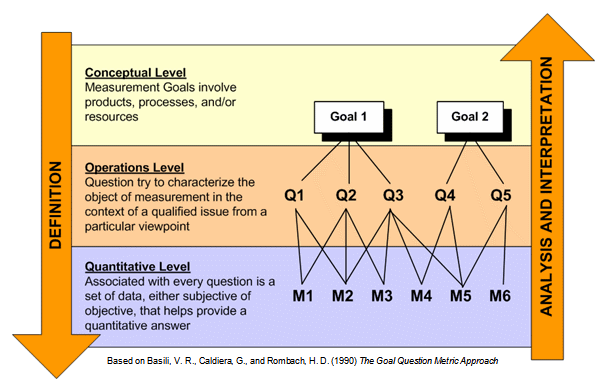 DEFINITION
Conceptual Level
Measurement Goals involve
products, processes, and/or
resources
Goal 1
Goal 2
Operations Level
Question try to characterize the
object of measurement in the
context of a qualified issue from a
particular viewpoint
Q1 Q2 Q3 Q4 Q5
Quantitative Level
Associated with every question is a
set of data, either subjective of
objective, that helps provide a
quantitative answer
M1 M2 M3 M4 M5 M6
ANALYSIS AND INTERPRETATION
Based on Basili, V. R., Caldiera, G., and Rombach, H. D. (1990) The Goal Question Metric Approach